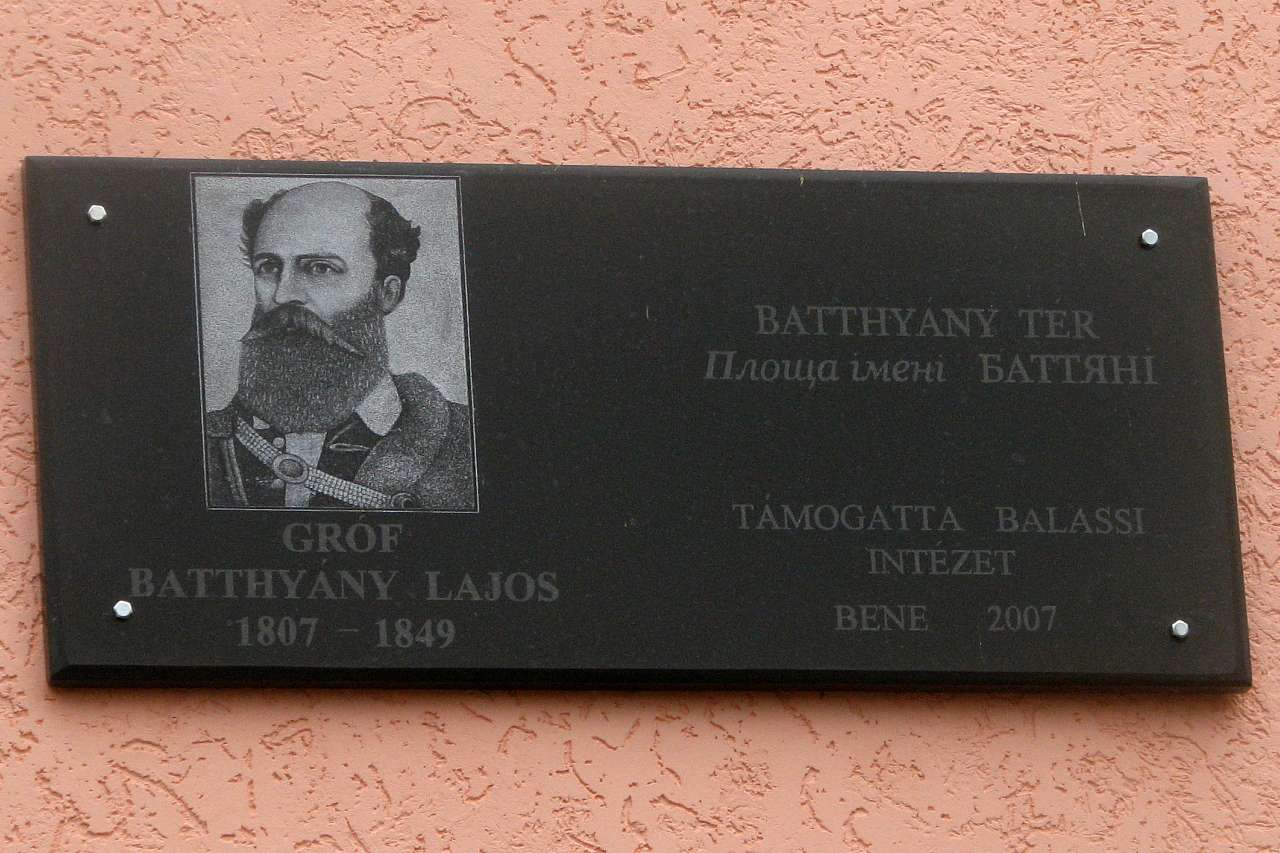 GRÓF
BATTHYÁNY LAJOS
1807 – 1849
BATTHYÁNY TÉR
Площа імені БАТТЯНІ
TÁMOGATTA BALASSI
INTÉZET
BENE 2007